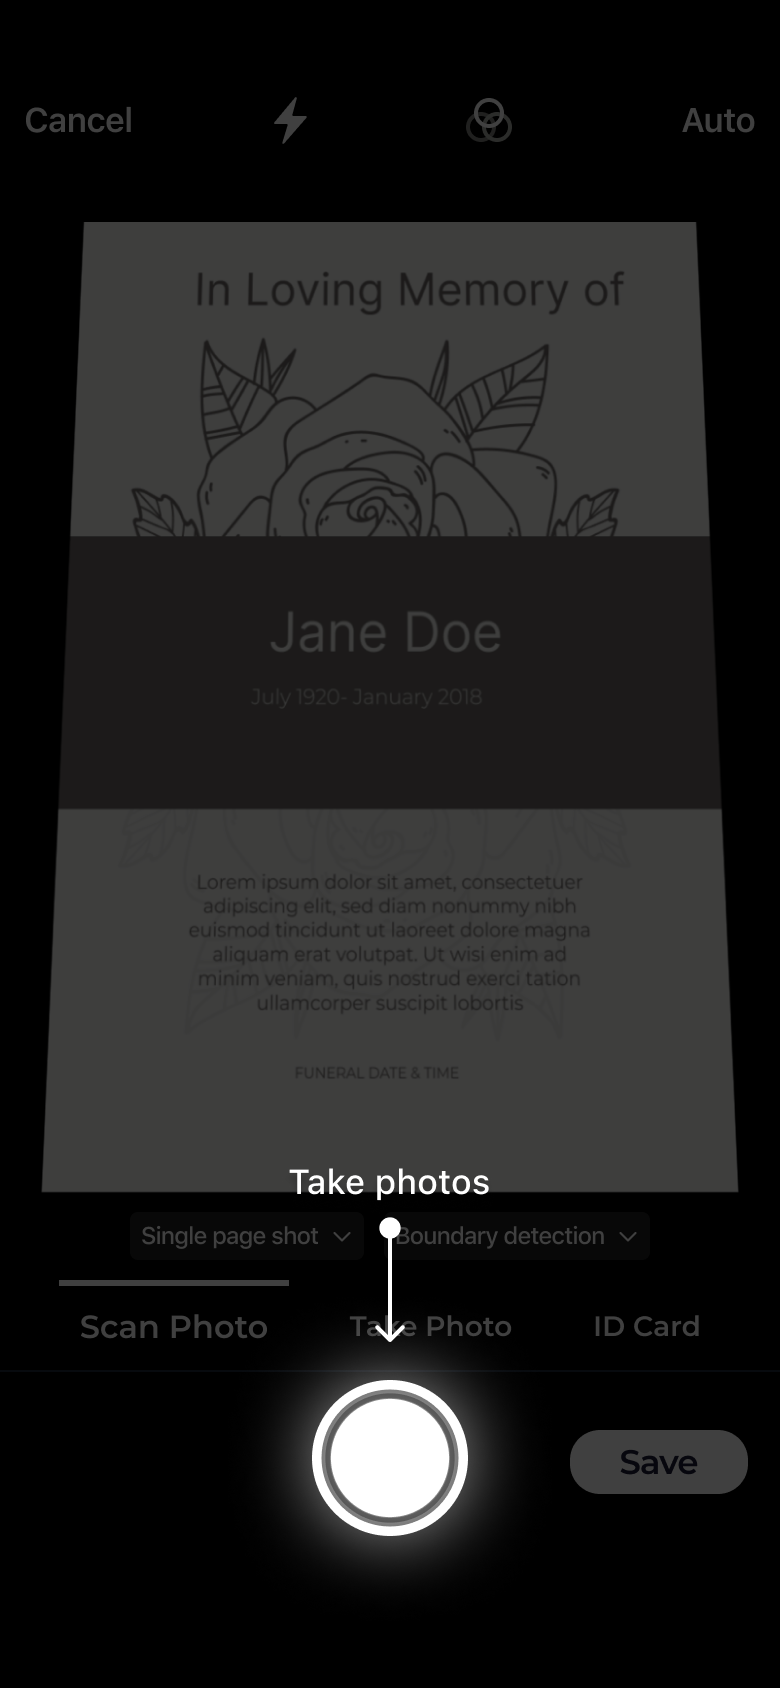 Cancel
Auto
In Loving Memory of
Jane Doe
July 1920- January 2018
Lorem ipsum dolor sit amet, consectetuer
adipiscing elit, sed diam nonummy nibh
euismod tincidunt ut laoreet dolore magna
aliquam erat volutpat. Ut wisi enim ad
minim veniam, quis nostrud exerci tation
ullamcorper suscipit lobortis
FUNERAL DATE & TIME
Take photos
Single page shot
Boundary detection
Scan Photo
Take Photo
ID Card
Save